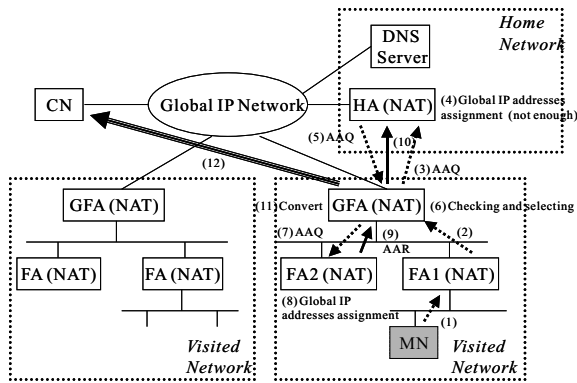 Home
Network
DNS
Server
CN
Global IP Network
HA (NAT)
(4) Global IP addresses
assignment (not enough)
(5) AAQ
(10)
(3) AAQ
(12)
GFA (NAT)
(11) Convert
GFA (NAT)
(6) Checking and selecting
(7) AAQ
(9)
AAR
(2)
FA (NAT)
FA (NAT)
FA2 (NAT)
FA1 (NAT)
(8) Global IP
addresses assignment
(1)
MN
Visited
Network
Visited
Network